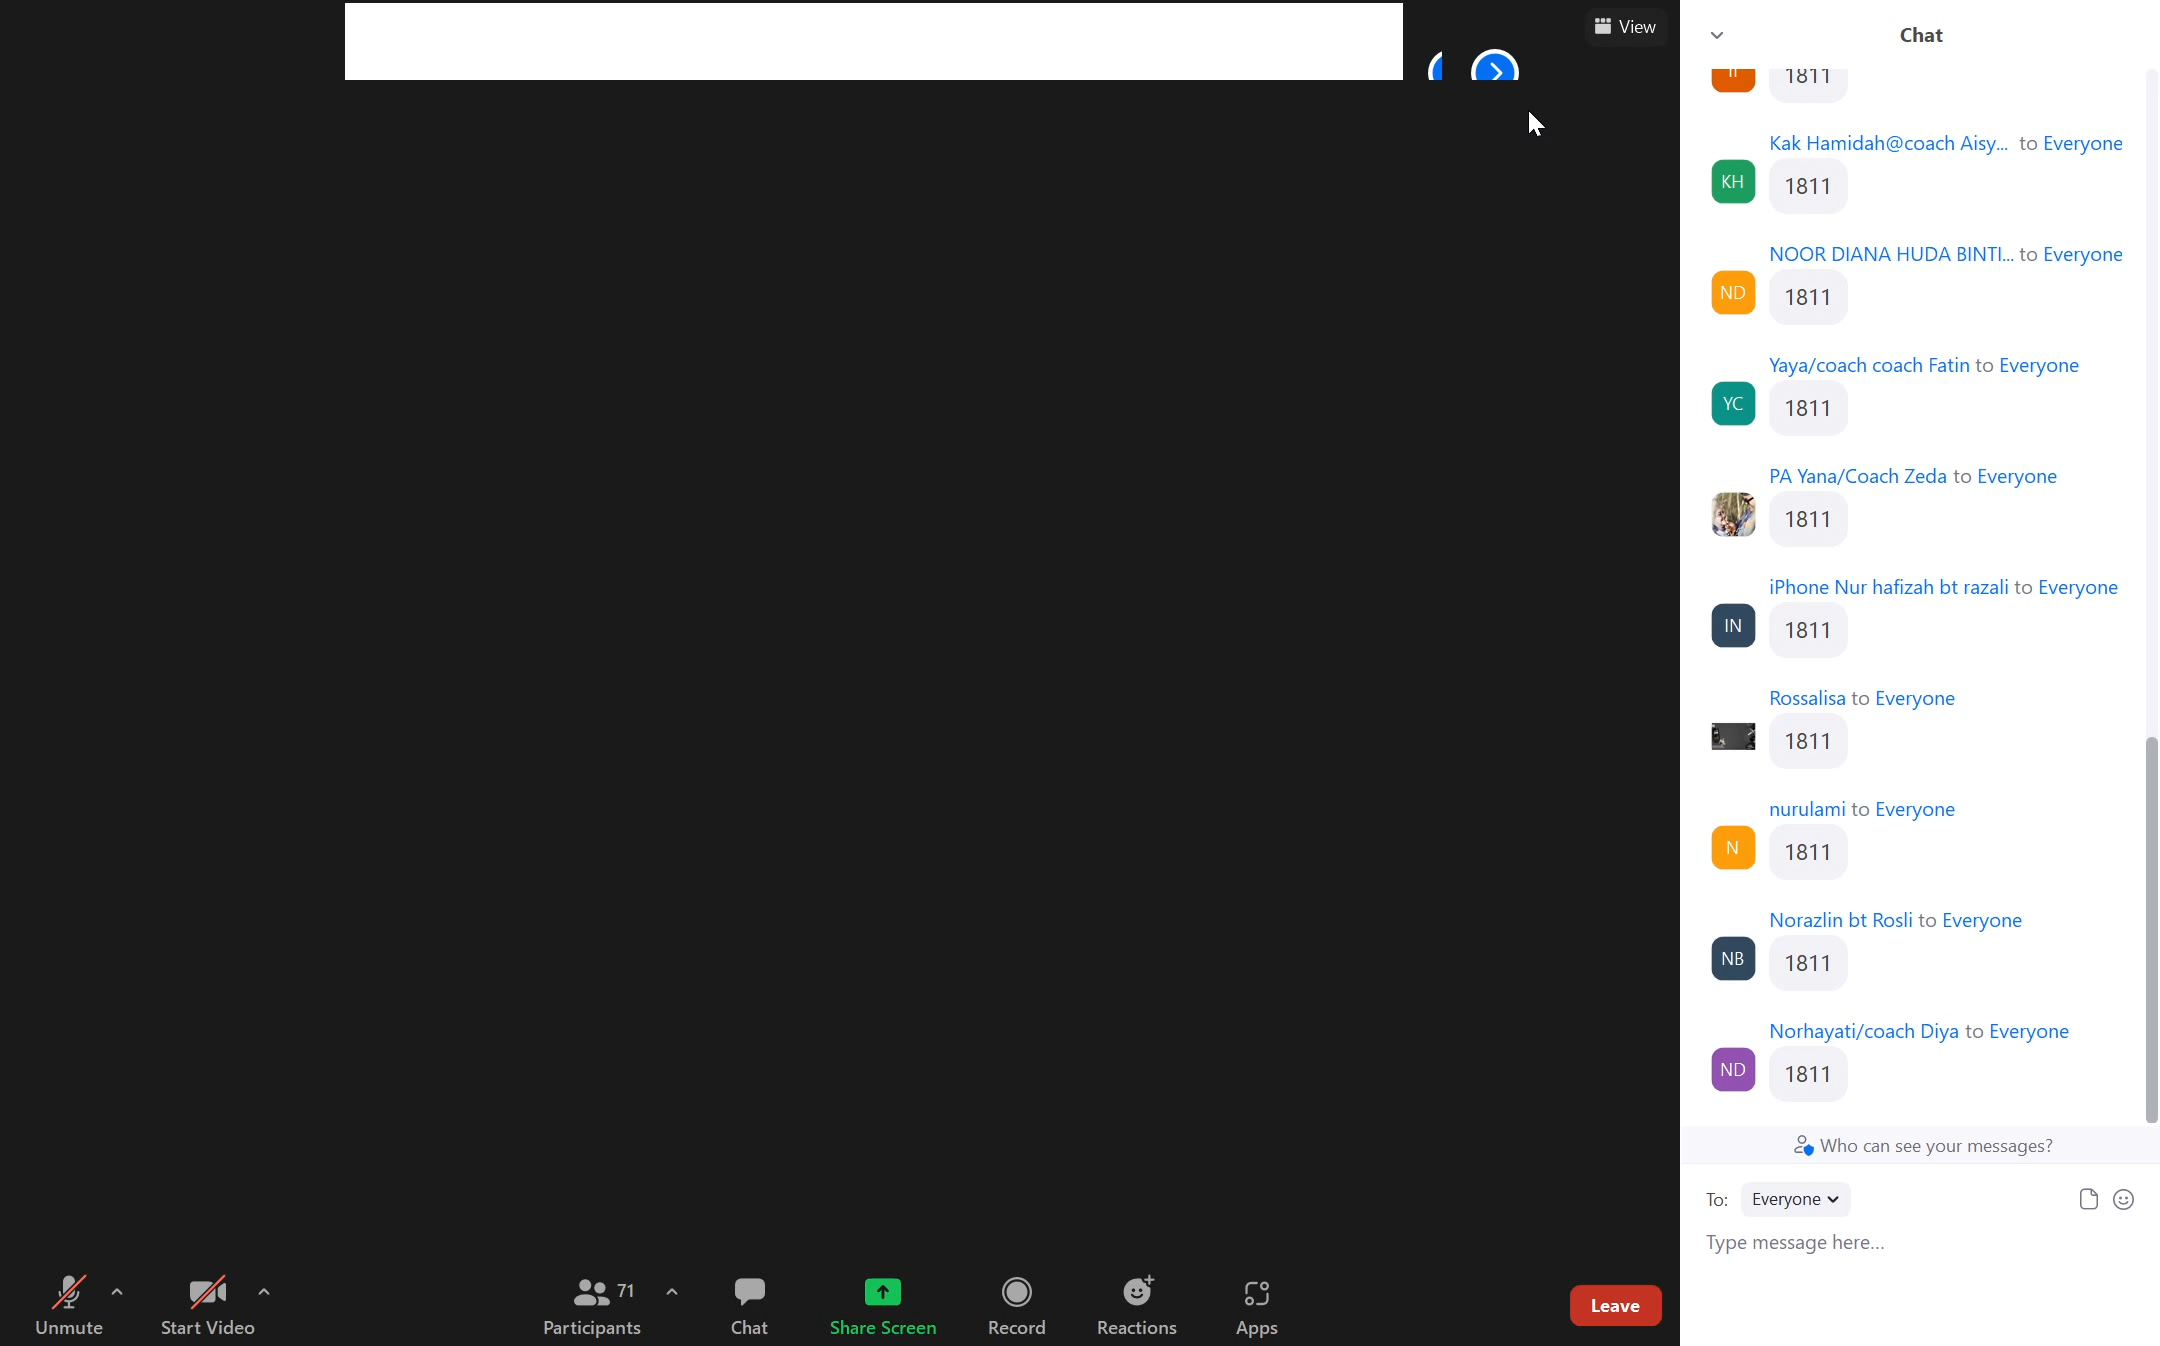 View
Chat
1811
Kak Hamidah@coach Aisy... to Everyone
KH
1811
NOOR DIANA HUDA BINTI... to Everyone
ND
1811
Yaya/coach coach Fatin to Everyone
YC
1811
PA Yana/Coach Zeda to Everyone
1811
iPhone Nur hafizah bt razali to Everyone
IN
1811
Rossalisa to Everyone
1811
nurulami to Everyone
N
1811
Norazlin bt Rosli to Everyone
NB
1811
Norhayati/coach Diya to Everyone
ND
1811
Who can see your messages?
To: Everyone
Type message here...
Unmute
Start Video
71
Participants
Chat
Share Screen
Record
Reactions
Apps
Leave